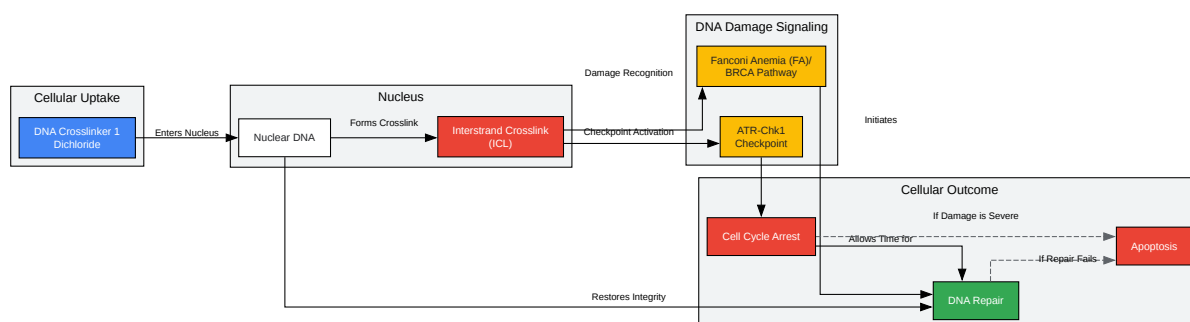 Cellular Uptake
DNA Crosslinker 1
Dichloride
Enters Nucleus
Nucleus
Nuclear DNA
Forms Crosslink
Interstrand Crosslink
(ICL)
Damage Recognition
Checkpoint Activation
DNA Damage Signaling
Fanconi Anemia (FA)/
BRCA Pathway
ATR-Chk1
Checkpoint
Initiates
Cellular Outcome
Cell Cycle Arrest
If Damage is Severe
Allows Time for
Apoptosis
If Repair Fails
DNA Repair
Restores Integrity